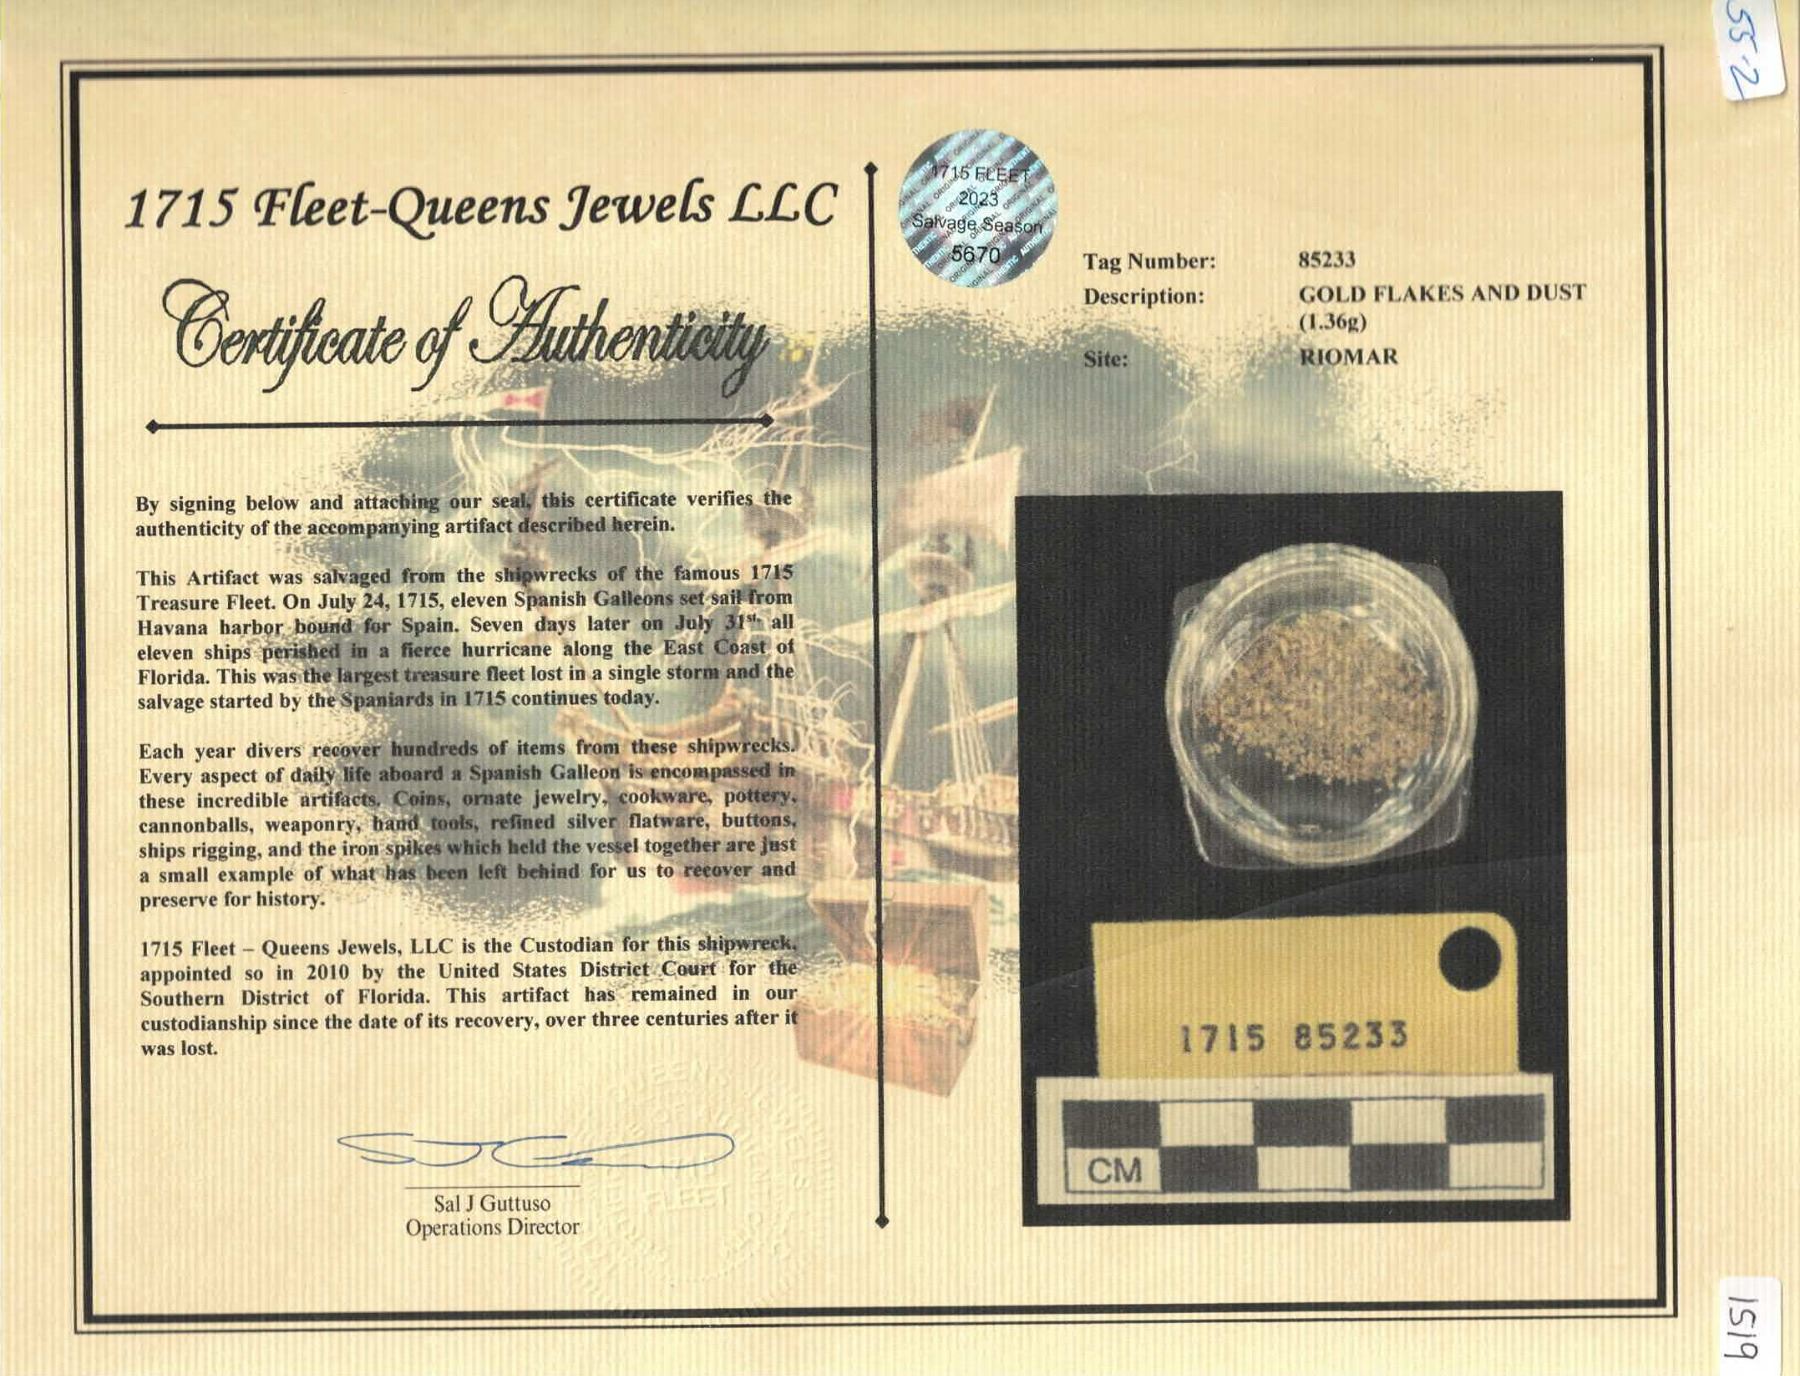 55-2
1715 Fleet-Queens Jewels LLC
Certificate of Authenticity
By signing below and attaching our seal, this certificate verifies the
authenticity of the accompanying artifact described herein.
This Artifact was salvaged from the shipwrecks of the famous 1715
Treasure Fleet. On July 24, 1715, eleven Spanish Galleons set sail from
Havana harbor bound for Spain. Seven days later on July 31st. all
eleven ships perished in a fierce hurricane along the East Coast of
Florida. This was the largest treasure fleet lost in a single storm and the
salvage started by the Spaniards in 1715 continues today.
Each year divers recover hundreds of items from these shipwrecks.
Every aspect of daily life aboard a Spanish Galleon is encompassed in
these incredible artifacts. Coins, ornate jewelry, cookware, pottery,
cannonballs, weaponry, hand tools, refined silver flatware, buttons,
ships rigging, and the iron spikes which held the vessel together are just
a small example of what has been left behind for us to recover and
preserve for history.
1715 Fleet – Queens Jewels, LLC is the Custodian for this shipwreck,
appointed so in 2010 by the United States District Court for the
Southern District of Florida. This artifact has remained in our
custodianship since the date of its recovery, over three centuries after it
was lost.
Sal J Guttuso
Operations Director
1715 FLEET
2023
Salvage Season
5670
Tag Number: 85233
Description: GOLD FLAKES AND DUST
(1.36g)
Site: RIOMAR
1715 85233
CM
1519